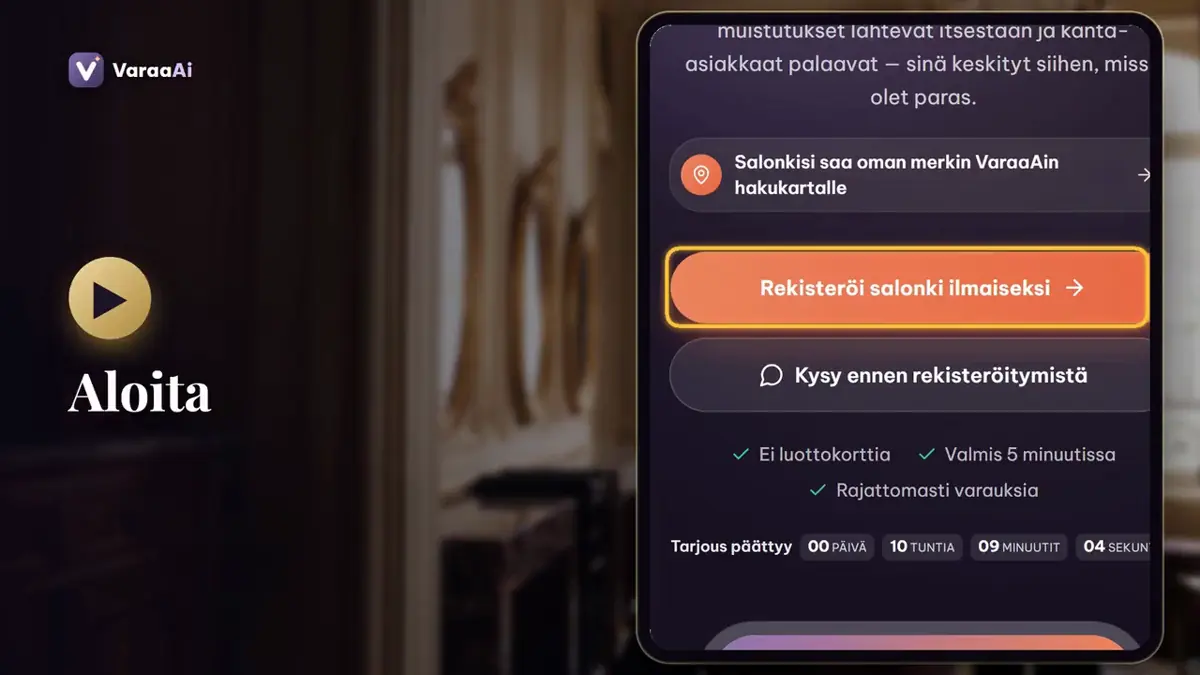 VaraaAi
Aloita
muistutukset lähtevät itsestään ja kanta-
asiakkaat palaavat — sinä keskityt siihen, miss
olet paras.
Salonkisi saa oman merkin VaraaAin
hakukartalle
Rekisteröi salonki ilmaiseksi →
Kysy ennen rekisteröitymistä
Ei luottokorttia
Valmis 5 minuutissa
Rajattomasti varauksia
Tarjous päättyy 00 PÄIVÄ 10 TUNTIA 09 MINUUTIT 04 SEKUN